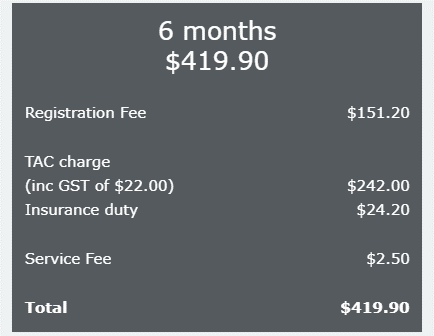 6 months
$419.90
Registration Fee $151.20
TAC charge
(inc GST of $22.00) $242.00
Insurance duty $24.20
Service Fee $2.50
Total $419.90